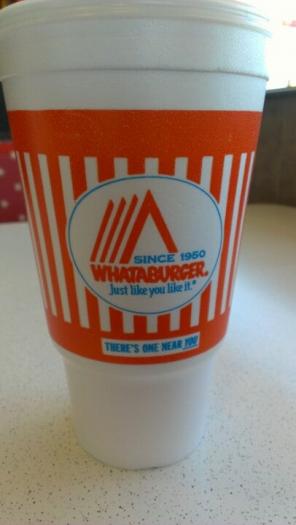 SINCE 1950
WHATABURGER®
Just like you like it.®
THERE'S ONE NEAR YOU